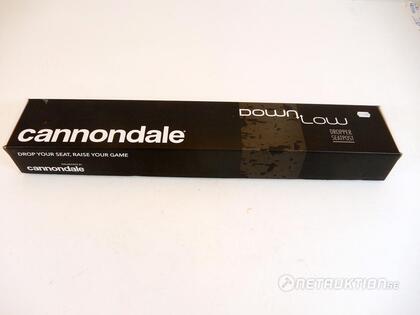 cannondale
DOWN LOW
DROPPER
SEATPOST
DROP YOUR SEAT, RAISE YOUR GAME
cannondale
NETAUKTION.SE